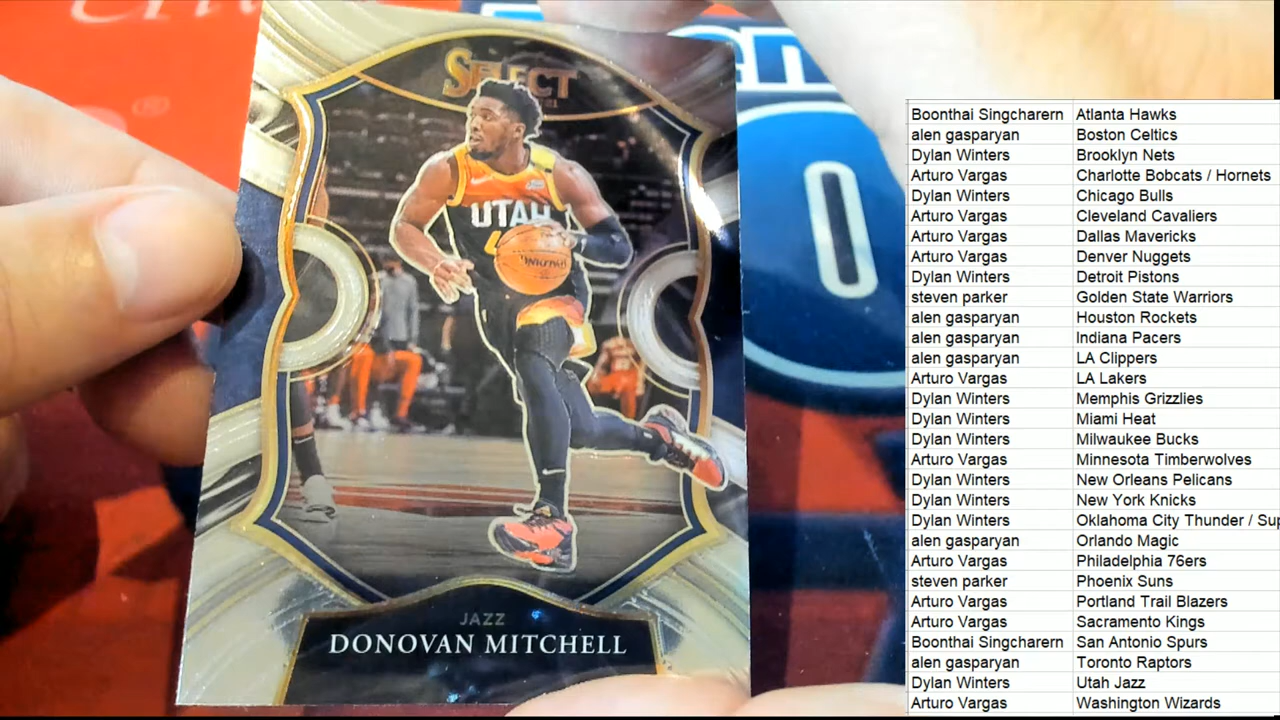 SELECT
UTAH
JAZZ
DONOVAN MITCHELL
®
0
Boonthai Singcharern Atlanta Hawks
alen gasparyan Boston Celtics
Dylan Winters Brooklyn Nets
Arturo Vargas Charlotte Bobcats / Hornets
Dylan Winters Chicago Bulls
Arturo Vargas Cleveland Cavaliers
Arturo Vargas Dallas Mavericks
Arturo Vargas Denver Nuggets
Dylan Winters Detroit Pistons
steven parker Golden State Warriors
alen gasparyan Houston Rockets
alen gasparyan Indiana Pacers
alen gasparyan LA Clippers
Arturo Vargas LA Lakers
Dylan Winters Memphis Grizzlies
Dylan Winters Miami Heat
Dylan Winters Milwaukee Bucks
Arturo Vargas Minnesota Timberwolves
Dylan Winters New Orleans Pelicans
Dylan Winters New York Knicks
Dylan Winters Oklahoma City Thunder / Sup
alen gasparyan Orlando Magic
Arturo Vargas Philadelphia 76ers
steven parker Phoenix Suns
Arturo Vargas Portland Trail Blazers
Arturo Vargas Sacramento Kings
Boonthai Singcharern San Antonio Spurs
alen gasparyan Toronto Raptors
Dylan Winters Utah Jazz
Arturo Vargas Washington Wizards